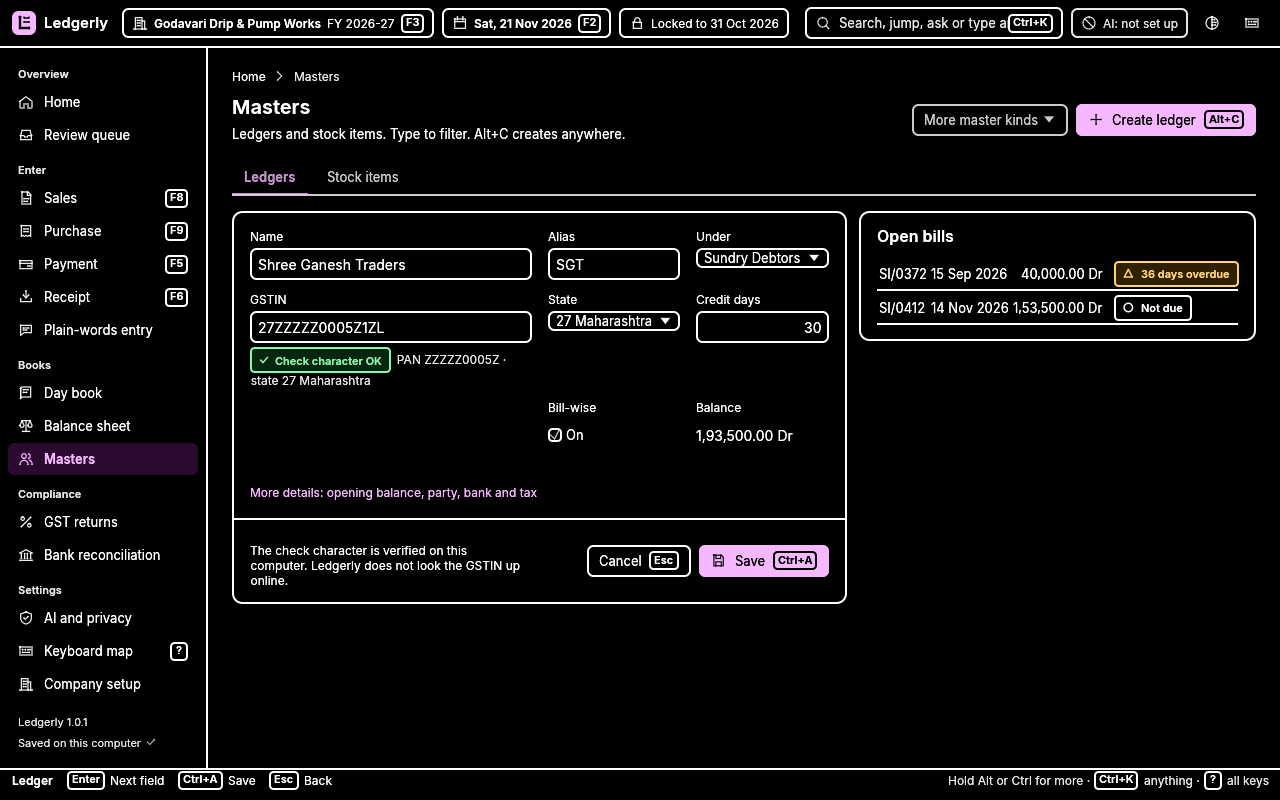 Ledgerly
Godavari Drip & Pump Works FY 2026-27 F3
Sat, 21 Nov 2026 F2
Locked to 31 Oct 2026
Search, jump, ask or type a Ctrl+K
AI: not set up
Overview
Home
Review queue
Enter
Sales F8
Purchase F9
Payment F5
Receipt F6
Plain-words entry
Books
Day book
Balance sheet
Masters
Compliance
GST returns
Bank reconciliation
Settings
AI and privacy
Keyboard map ?
Company setup
Ledgerly 1.0.1
Saved on this computer
Home > Masters
Masters
Ledgers and stock items. Type to filter. Alt+C creates anywhere.
More master kinds
Create ledger Alt+C
Ledgers Stock items
Name Alias Under
Shree Ganesh Traders SGT Sundry Debtors
GSTIN State Credit days
27ZZZZZ0005Z1ZL 27 Maharashtra 30
Check character OK PAN ZZZZZ0005Z ·
state 27 Maharashtra
Bill-wise Balance
On 1,93,500.00 Dr
More details: opening balance, party, bank and tax
The check character is verified on this
computer. Ledgerly does not look the GSTIN up
online.
Cancel Esc
Save Ctrl+A
Open bills
SI/0372 15 Sep 2026 40,000.00 Dr 36 days overdue
SI/0412 14 Nov 2026 1,53,500.00 Dr Not due
Ledger Enter Next field Ctrl+A Save Esc Back
Hold Alt or Ctrl for more · Ctrl+K anything · ? all keys